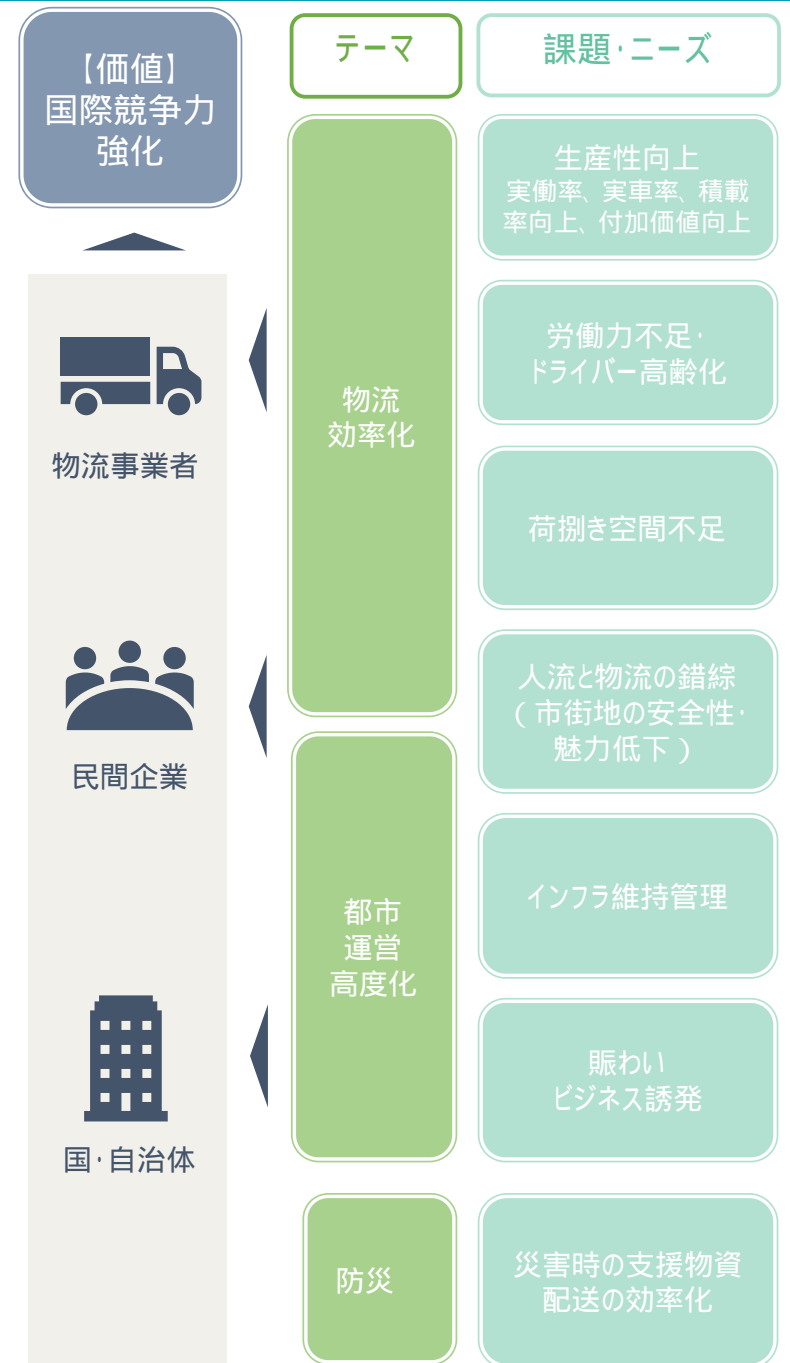 【価値】
国際競争力
強化
物流事業者
民間企業
国・自治体
テーマ
物流
効率化
都市
運営
高度化
防災
課題・ニーズ
生産性向上
実働率、実車率、積載
率向上、付加価値向上
労働力不足・
ドライバー高齢化
荷捌き空間不足
人流と物流の錯綜
（市街地の安全性・
魅力低下）
インフラ維持管理
賑わい
ビジネス誘発
災害時の支援物資
配送の効率化